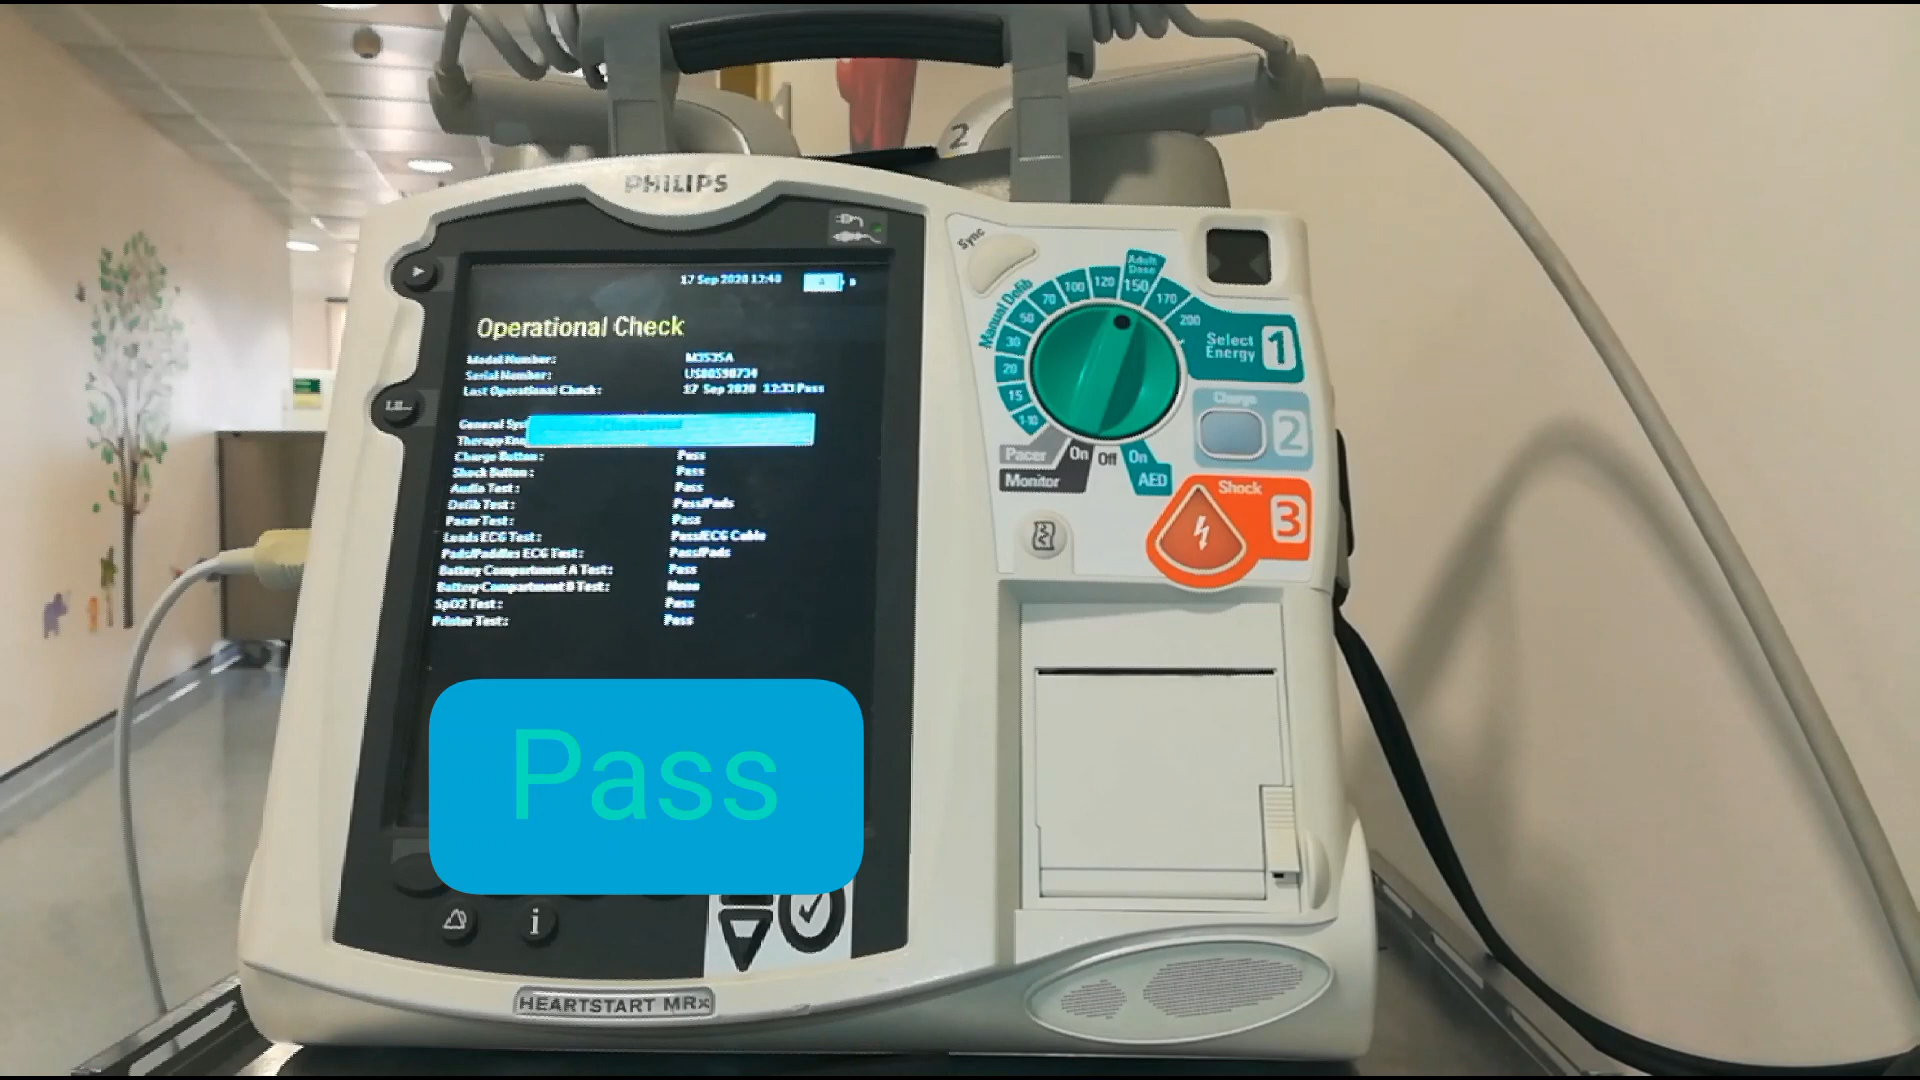 2
PHILIPS
17 Sep 2020 12:40
Operational Check
Model Number: M3535A
Serial Number:
Last Operational Check: 17 Sep 2020 12:33 Pass
General Sys
Therapy Kno
Charge Button: Pass
Shock Button: Pass
Audio Test: Pass
Defib Test: Pass/Pads
Pacer Test: Pass
Leads ECG Test: Pass/ECG Cable
Pads/Paddles ECG Test: Pass/Pads
Battery Compartment A Test: Pass
Battery Compartment B Test: None
SpO2 Test: Pass
Printer Test: Pass
Pass
i
HEARTSTART MRx
Sync
Manual Defib
1-10 15 20 30 50 70 100 120 150 170 200
Adult Dose
Select Energy 1
Charge 2
Pacer
Monitor
On Off On
AED
Shock 3